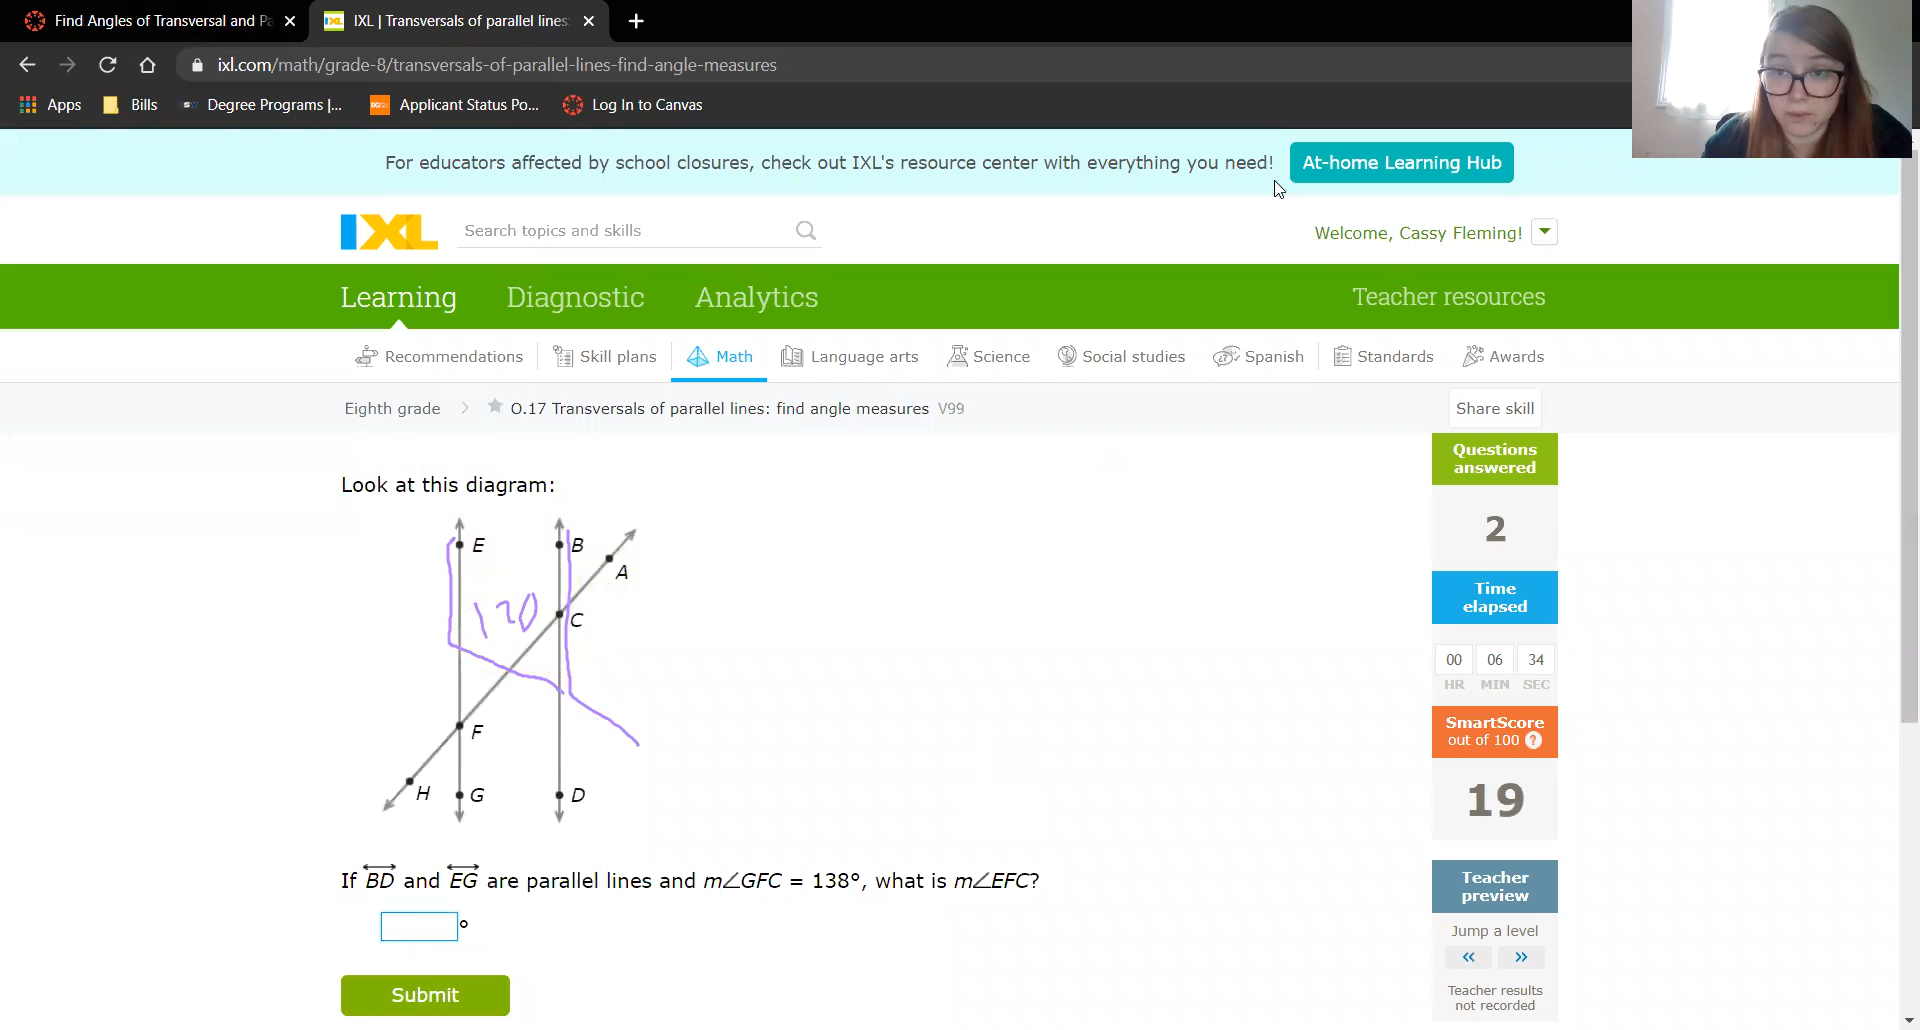 Find Angles of Transversal and Pa
IXL | Transversals of parallel lines:
ixl.com/math/grade-8/transversals-of-parallel-lines-find-angle-measures
Apps
Bills
Degree Programs |...
Applicant Status Po...
Log In to Canvas
For educators affected by school closures, check out IXL's resource center with everything you need!
At-home Learning Hub
IXL
Search topics and skills
Welcome, Cassy Fleming!
Learning
Diagnostic
Analytics
Teacher resources
Recommendations
Skill plans
Math
Language arts
Science
Social studies
Spanish
Standards
Awards
Eighth grade > O.17 Transversals of parallel lines: find angle measures V99
Share skill
Look at this diagram:
E
B
A
120
C
F
H
G
D
If BD and EG are parallel lines and m∠GFC = 138°, what is m∠EFC?
°
Submit
Questions
answered
2
Time
elapsed
00 06 34
HR MIN SEC
SmartScore
out of 100 ?
19
Teacher
preview
Jump a level
Teacher results
not recorded